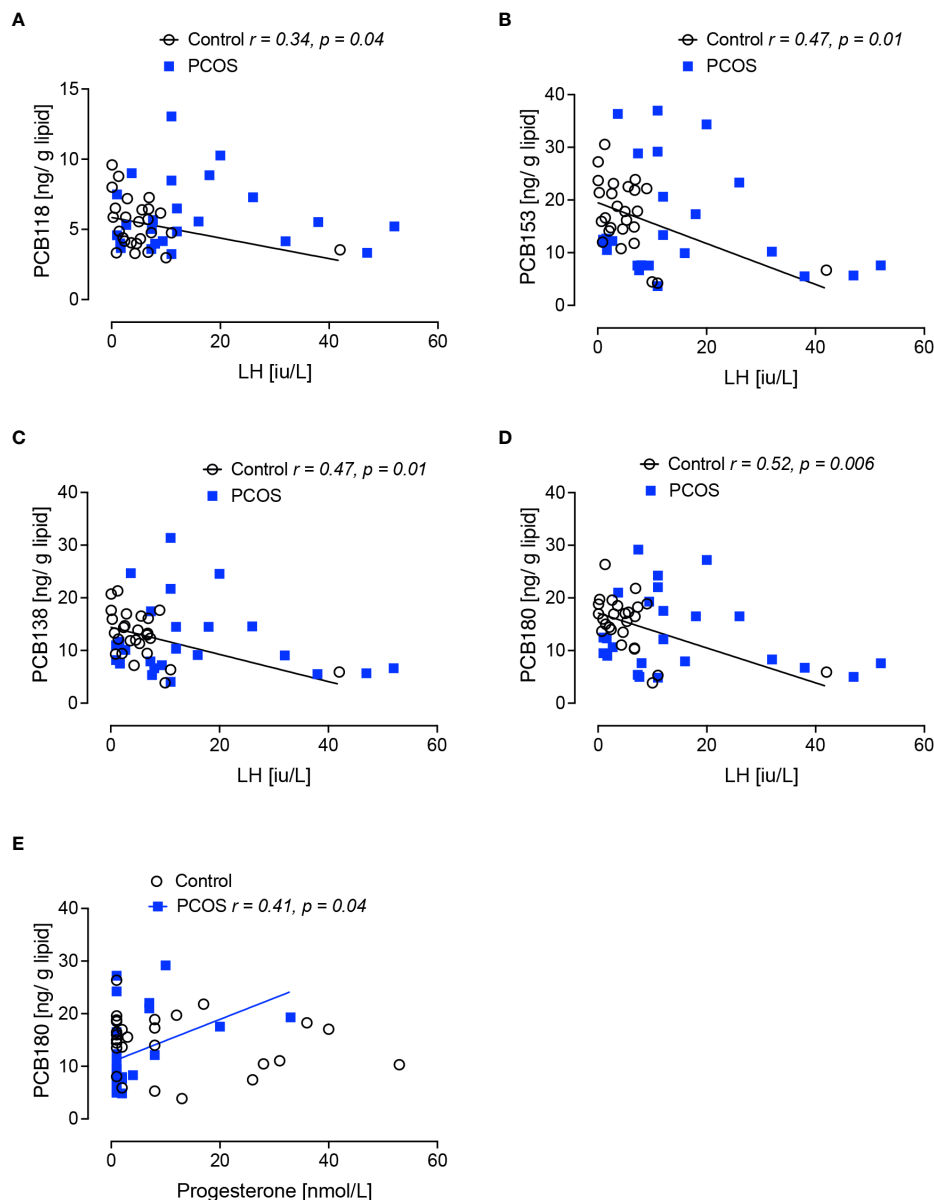 A
Control r = 0.34, p = 0.04
PCOS
15
10
5
0
PCB118 [ng/ g lipid]
0 20 40 60
LH [iu/L]
B
Control r = 0.47, p = 0.01
PCOS
40
30
20
10
0
PCB153 [ng/ g lipid]
0 20 40 60
LH [iu/L]
C
Control r = 0.47, p = 0.01
PCOS
40
30
20
10
0
PCB138 [ng/ g lipid]
0 20 40 60
LH [iu/L]
D
Control r = 0.52, p = 0.006
PCOS
40
30
20
10
0
PCB180 [ng/ g lipid]
0 20 40 60
LH [iu/L]
E
Control
PCOS r = 0.41, p = 0.04
40
30
20
10
0
PCB180 [ng/ g lipid]
0 20 40 60
Progesterone [nmol/L]